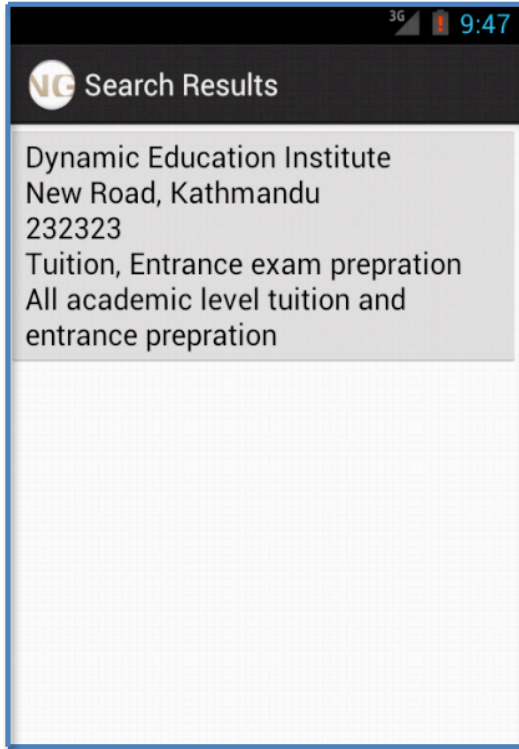 3G
9:47
NG Search Results
Dynamic Education Institute
New Road, Kathmandu
232323
Tuition, Entrance exam prepration
All academic level tuition and
entrance prepration